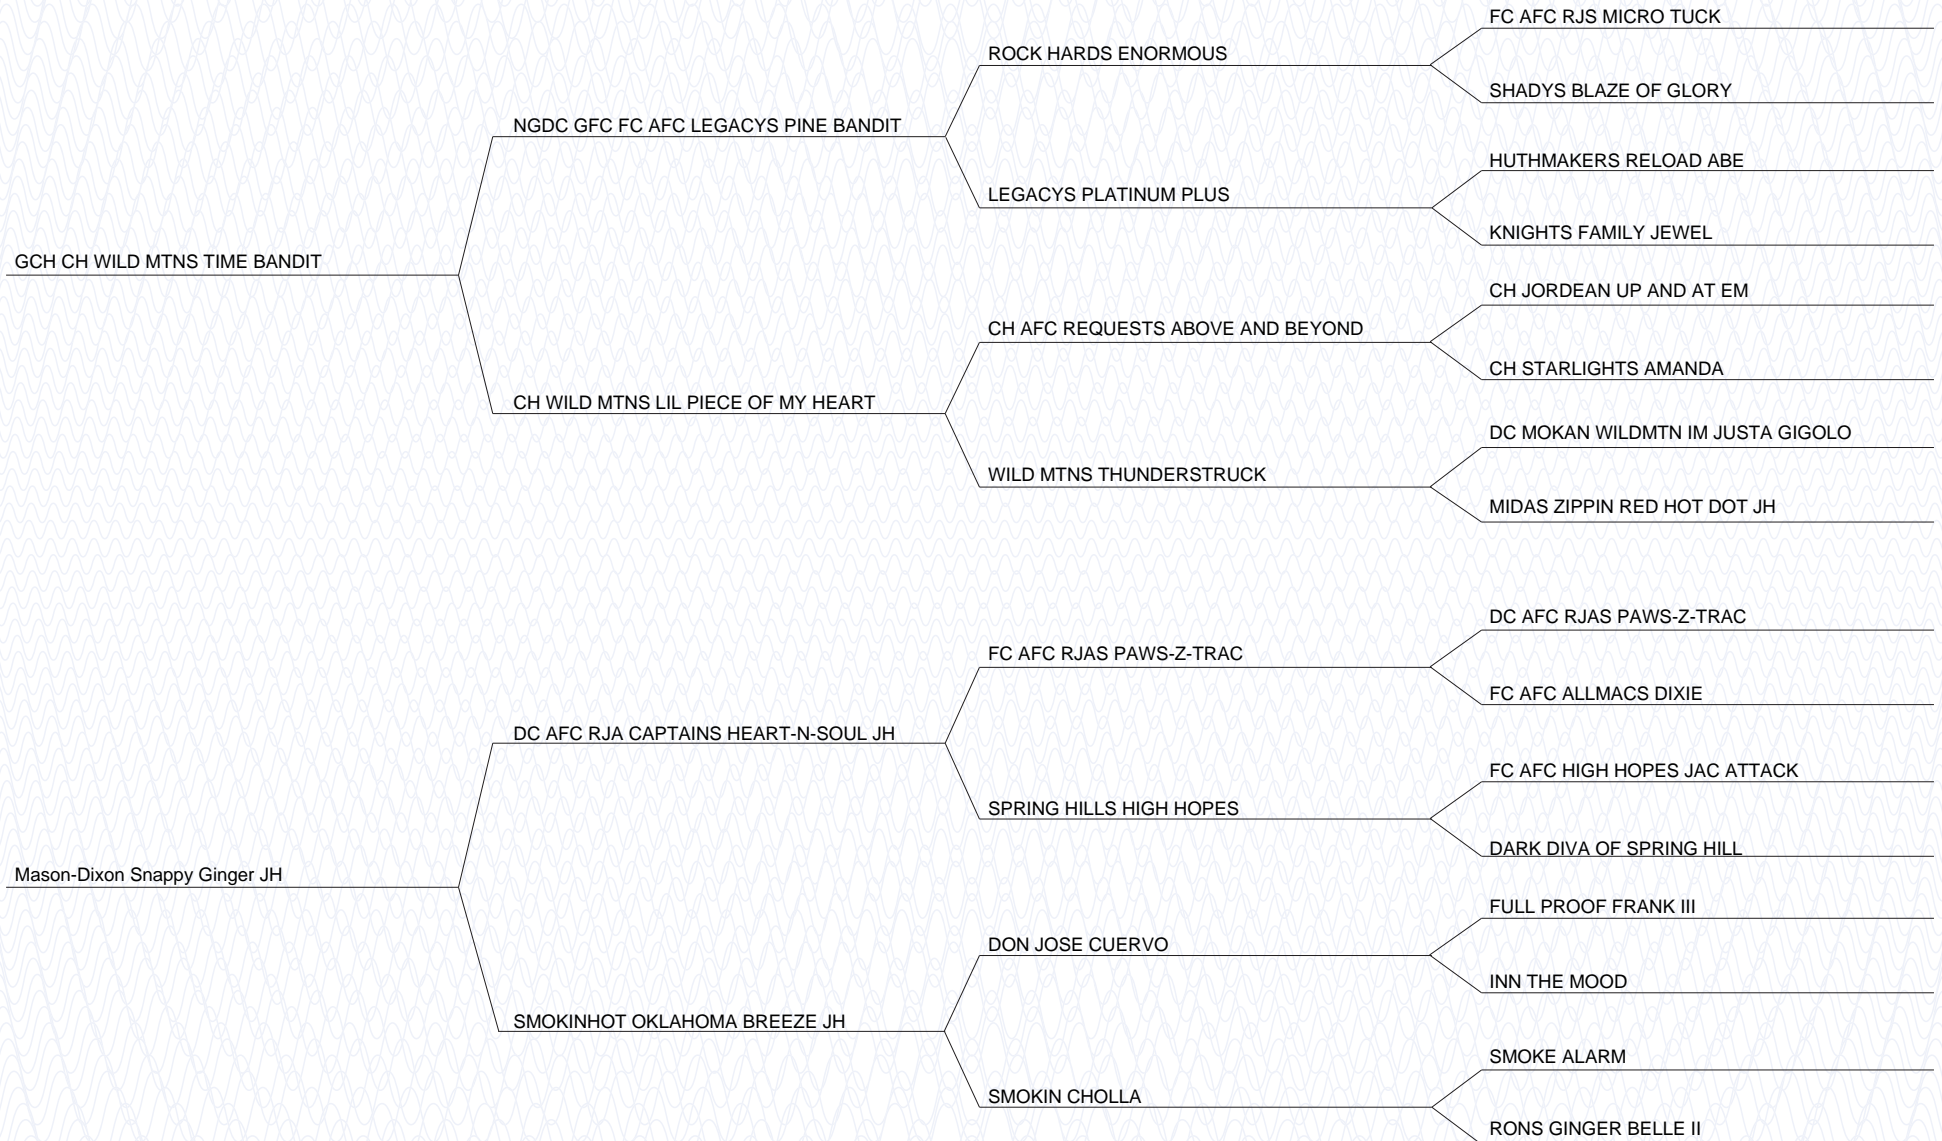 FC AFC RJS MICRO TUCK
ROCK HARDS ENORMOUS
SHADYS BLAZE OF GLORY
NGDC GFC FC AFC LEGACYS PINE BANDIT
HUTHMAKERS RELOAD ABE
LEGACYS PLATINUM PLUS
KNIGHTS FAMILY JEWEL
GCH CH WILD MTNS TIME BANDIT
CH JORDEAN UP AND AT EM
CH AFC REQUESTS ABOVE AND BEYOND
CH STARLIGHTS AMANDA
CH WILD MTNS LIL PIECE OF MY HEART
DC MOKAN WILDMTN IM JUSTA GIGOLO
WILD MTNS THUNDERSTRUCK
MIDAS ZIPPIN RED HOT DOT JH
DC AFC RJAS PAWS-Z-TRAC
FC AFC RJAS PAWS-Z-TRAC
FC AFC ALLMACS DIXIE
DC AFC RJA CAPTAINS HEART-N-SOUL JH
FC AFC HIGH HOPES JAC ATTACK
SPRING HILLS HIGH HOPES
DARK DIVA OF SPRING HILL
Mason-Dixon Snappy Ginger JH
FULL PROOF FRANK III
DON JOSE CUERVO
INN THE MOOD
SMOKINHOT OKLAHOMA BREEZE JH
SMOKE ALARM
SMOKIN CHOLLA
RONS GINGER BELLE II